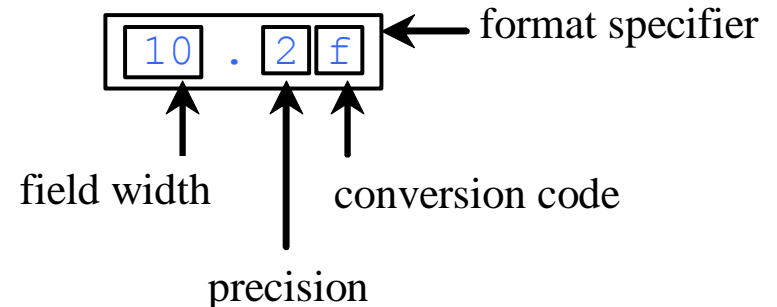 format specifier
10 . 2 f
field width
conversion code
precision